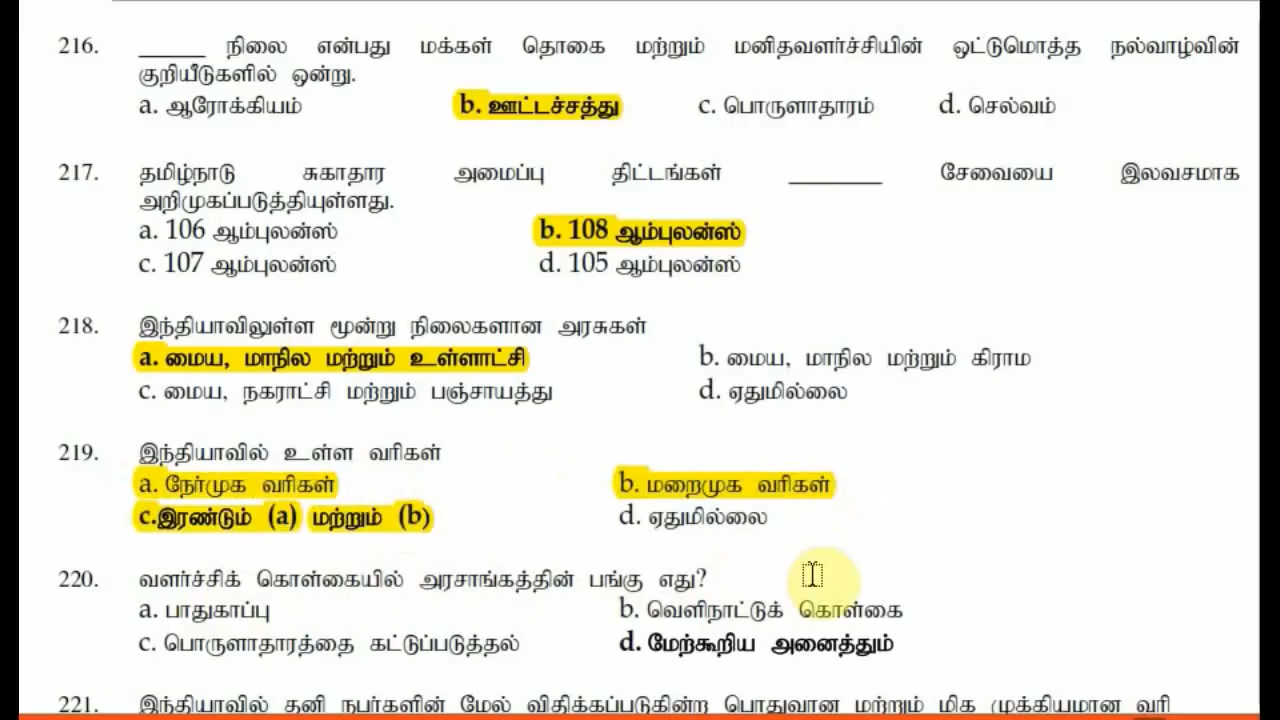 216. ______ நிலை என்பது மக்கள் தொகை மற்றும் மனிதவளர்ச்சியின் ஒட்டுமொத்த நல்வாழ்வின்
குறியீடுகளில் ஒன்று.
a. ஆரோக்கியம் b. ஊட்டச்சத்து c. பொருளாதாரம் d. செல்வம்
217. தமிழ்நாடு சுகாதார அமைப்பு திட்டங்கள் ________ சேவையை இலவசமாக
அறிமுகப்படுத்தியுள்ளது.
a. 106 ஆம்புலன்ஸ் b. 108 ஆம்புலன்ஸ்
c. 107 ஆம்புலன்ஸ் d. 105 ஆம்புலன்ஸ்
218. இந்தியாவிலுள்ள மூன்று நிலைகளான அரசுகள்
a. மைய, மாநில மற்றும் உள்ளாட்சி b. மைய, மாநில மற்றும் கிராம
c. மைய, நகராட்சி மற்றும் பஞ்சாயத்து d. ஏதுமில்லை
219. இந்தியாவில் உள்ள வரிகள்
a. நேர்முக வரிகள் b. மறைமுக வரிகள்
c.இரண்டும் (a) மற்றும் (b) d. ஏதுமில்லை
220. வளர்ச்சிக் கொள்கையில் அரசாங்கத்தின் பங்கு எது?
a. பாதுகாப்பு b. வெளிநாட்டுக் கொள்கை
c. பொருளாதாரத்தை கட்டுப்படுத்தல் d. மேற்கூறிய அனைத்தும்
221. இந்தியாவில் தனி நபர்களின் மேல் விதிக்கப்படுகின்ற பொதுவான மற்றும் மிக முக்கியமான வரி